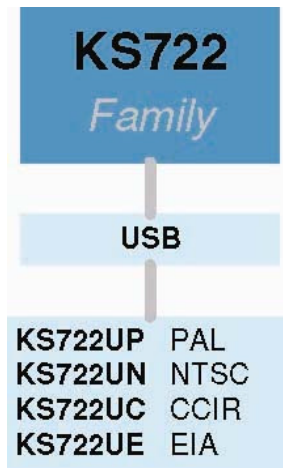 KS722
Family
USB
KS722UP PAL
KS722UN NTSC
KS722UC CCIR
KS722UE EIA